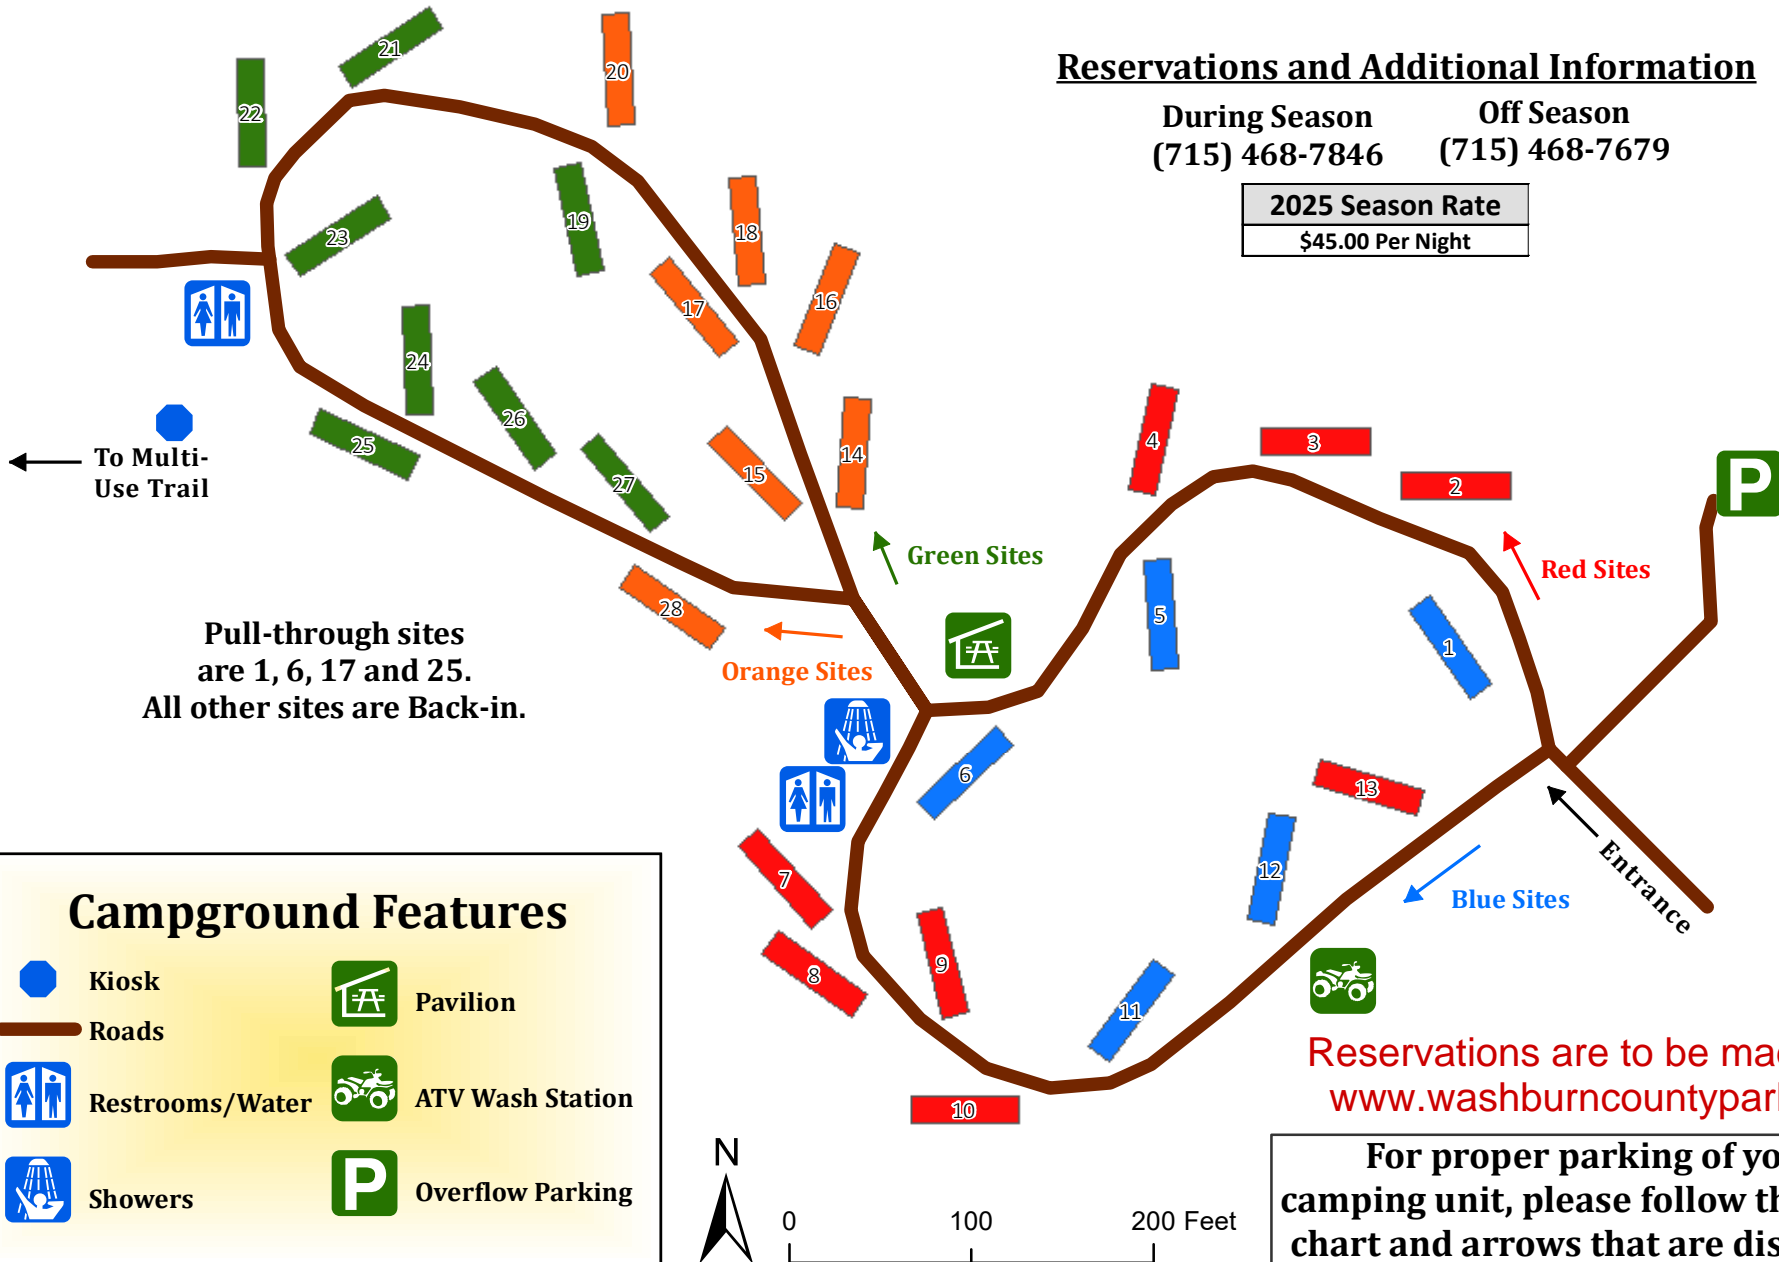 Reservations and Additional Information
During Season
(715) 468-7846
Off Season
(715) 468-7679
2025 Season Rate
$45.00 Per Night
21
20
22
19
18
23
17
16
24
26
25
27
15
14
28
4
3
2
5
1
6
13
12
7
8
9
11
10
P
To Multi-
Use Trail
Green Sites
Red Sites
Orange Sites
Blue Sites
Entrance
Pull-through sites
are 1, 6, 17 and 25.
All other sites are Back-in.
Campground Features
Kiosk
Roads
Restrooms/Water
Showers
Pavilion
ATV Wash Station
P
Overflow Parking
N
0 100 200 Feet
Reservations are to be
www.washburncountypar
For proper parking of
camping unit, please follow
chart and arrows that are